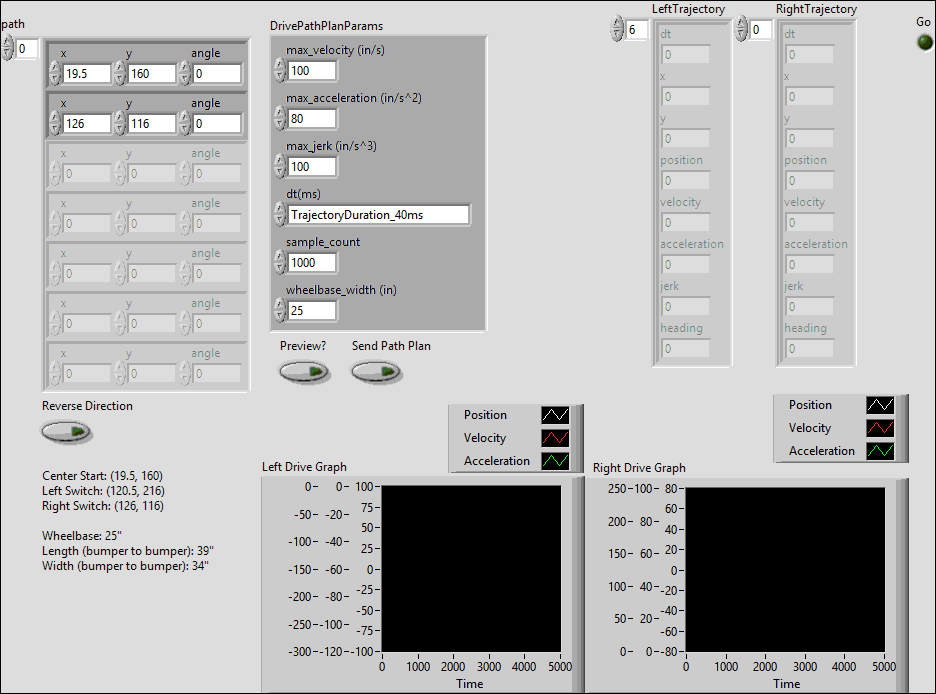 path
0
x y angle
19.5 160 0
x y angle
126 116 0
x y angle
0 0 0
x y angle
0 0 0
x y angle
0 0 0
x y angle
0 0 0
x y angle
0 0 0
Reverse Direction
Center Start: (19.5, 160)
Left Switch: (120.5, 216)
Right Switch: (126, 116)
Wheelbase: 25"
Length (bumper to bumper): 39"
Width (bumper to bumper): 34"
DrivePathPlanParams
max_velocity (in/s)
100
max_acceleration (in/s^2)
80
max_jerk (in/s^3)
100
dt(ms)
TrajectoryDuration_40ms
sample_count
1000
wheelbase_width (in)
25
Preview? Send Path Plan
LeftTrajectory
6
dt
0
x
0
y
0
position
0
velocity
0
acceleration
0
jerk
0
heading
0
RightTrajectory
0
dt
0
x
0
y
0
position
0
velocity
0
acceleration
0
jerk
0
heading
0
Go
Position
Velocity
Acceleration
Left Drive Graph
0 0 100
-50 -20 75
-100 -40 50
-150 -60 25
-200 -80 0
-250 -100 -25
-300 -120 -50
-75
-100
0 1000 2000 3000 4000 5000
Time
Position
Velocity
Acceleration
Right Drive Graph
250 100 80
200 80 60
150 60 40
100 40 20
50 20 0
0 0 -20
-40
-60
-80
0 1000 2000 3000 4000 5000
Time